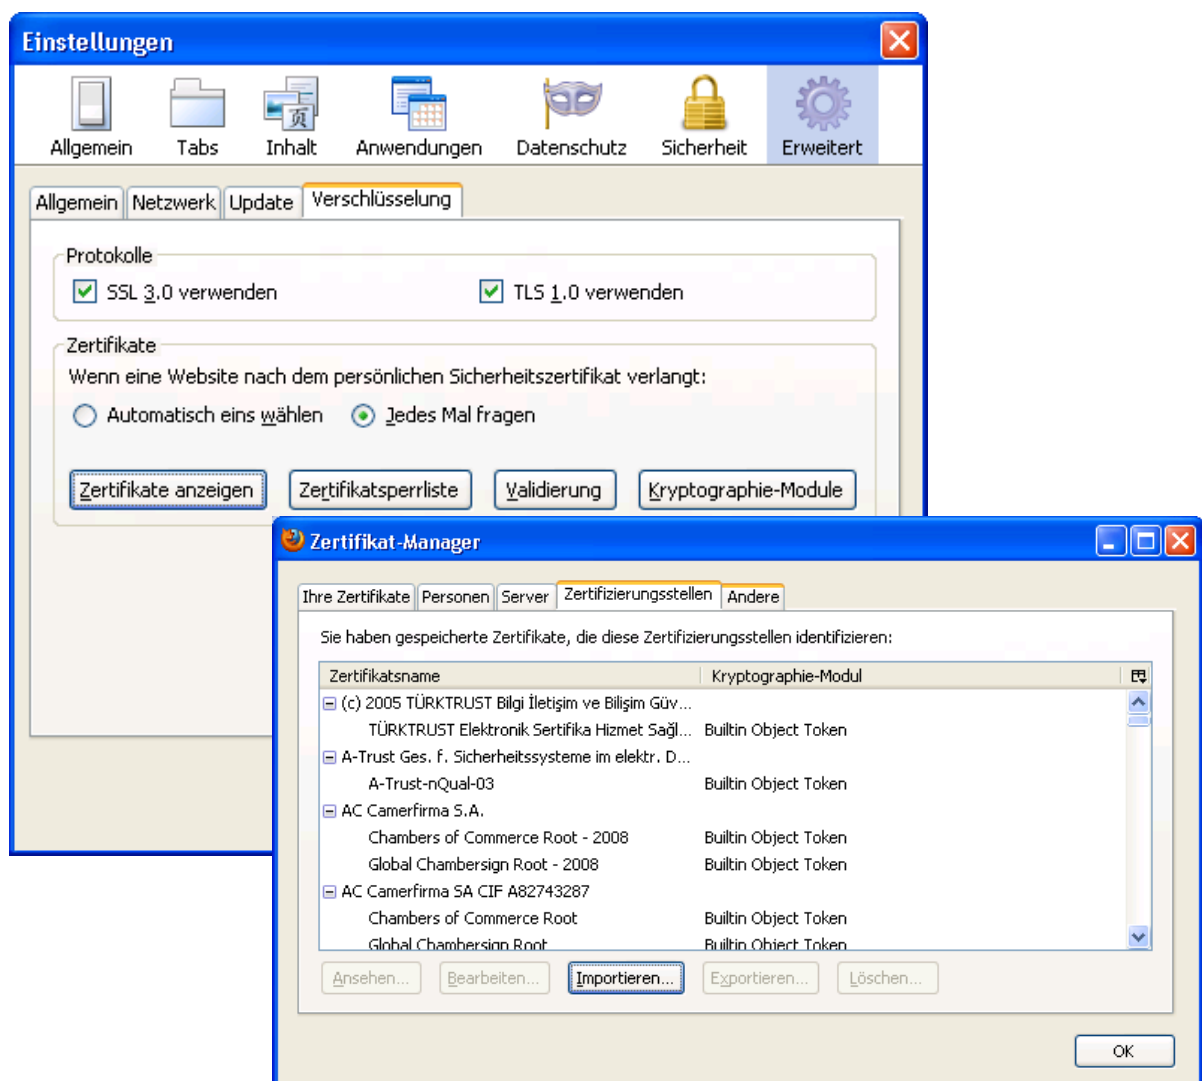 Einstellungen
Allgemein Tabs Inhalt Anwendungen Datenschutz Sicherheit Erweitert
Allgemein Netzwerk Update Verschlüsselung
Protokolle
SSL 3.0 verwenden TLS 1.0 verwenden
Zertifikate
Wenn eine Website nach dem persönlichen Sicherheitszertifikat verlangt:
Automatisch eins wählen Jedes Mal fragen
Zertifikate anzeigen Zertifikatsperrliste Validierung Kryptographie-Module
Zertifikat-Manager
Ihre Zertifikate Personen Server Zertifizierungsstellen Andere
Sie haben gespeicherte Zertifikate, die diese Zertifizierungsstellen identifizieren:
Zertifikatsname Kryptographie-Modul
(c) 2005 TÜRKTRUST Bilgi İletişim ve Bilişim Güv...
TÜRKTRUST Elektronik Sertifika Hizmet Sağl... Builtin Object Token
A-Trust Ges. f. Sicherheitssysteme im elektr. D...
A-Trust-nQual-03 Builtin Object Token
AC Camerfirma S.A.
Chambers of Commerce Root - 2008 Builtin Object Token
Global Chambersign Root - 2008 Builtin Object Token
AC Camerfirma SA CIF A82743287
Chambers of Commerce Root Builtin Object Token
Global Chambersign Root Builtin Object Token
Ansehen... Bearbeiten... Importieren... Exportieren... Löschen...
OK